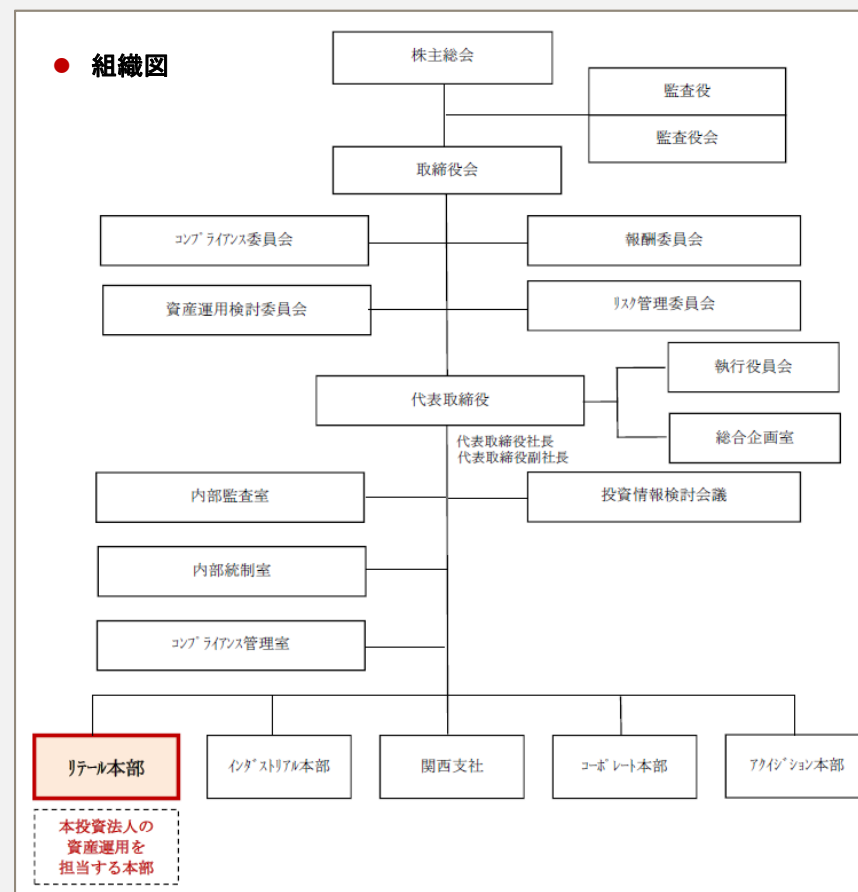 ● 組織図
株主総会
監査役
監査役会
取締役会
コンプライアンス委員会
報酬委員会
資産運用検討委員会
リスク管理委員会
代表取締役
執行役員会
総合企画室
代表取締役社長
代表取締役副社長
内部監査室
投資情報検討会議
内部統制室
コンプライアンス管理室
リテール本部
インダストリアル本部
関西支社
コーポレート本部
アクイジション本部
本投資法人の
資産運用を
担当する本部